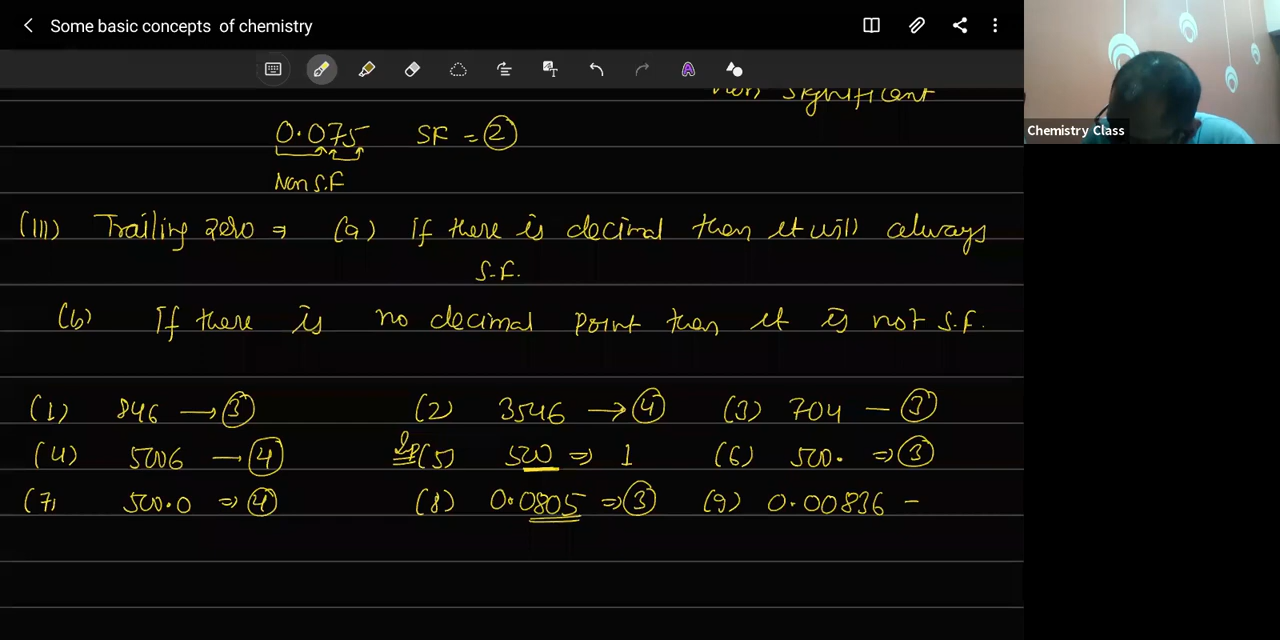 Some basic concepts of chemistry
Chemistry Class
non significant
0.075 SF = 2
Non S.F
(III) Trailing zero ⇒ (a) If there is decimal then it will always
S.F.
(b) If there is no decimal point then it is not S.F.
(1) 846 → 3 (2) 3546 → 4 (3) 704 – 3
(4) 5006 – 4 (5) 500 ⇒ 1 (6) 500. ⇒ 3
(7) 500.0 ⇒ 4 (8) 0.0805 ⇒ 3 (9) 0.00836 –